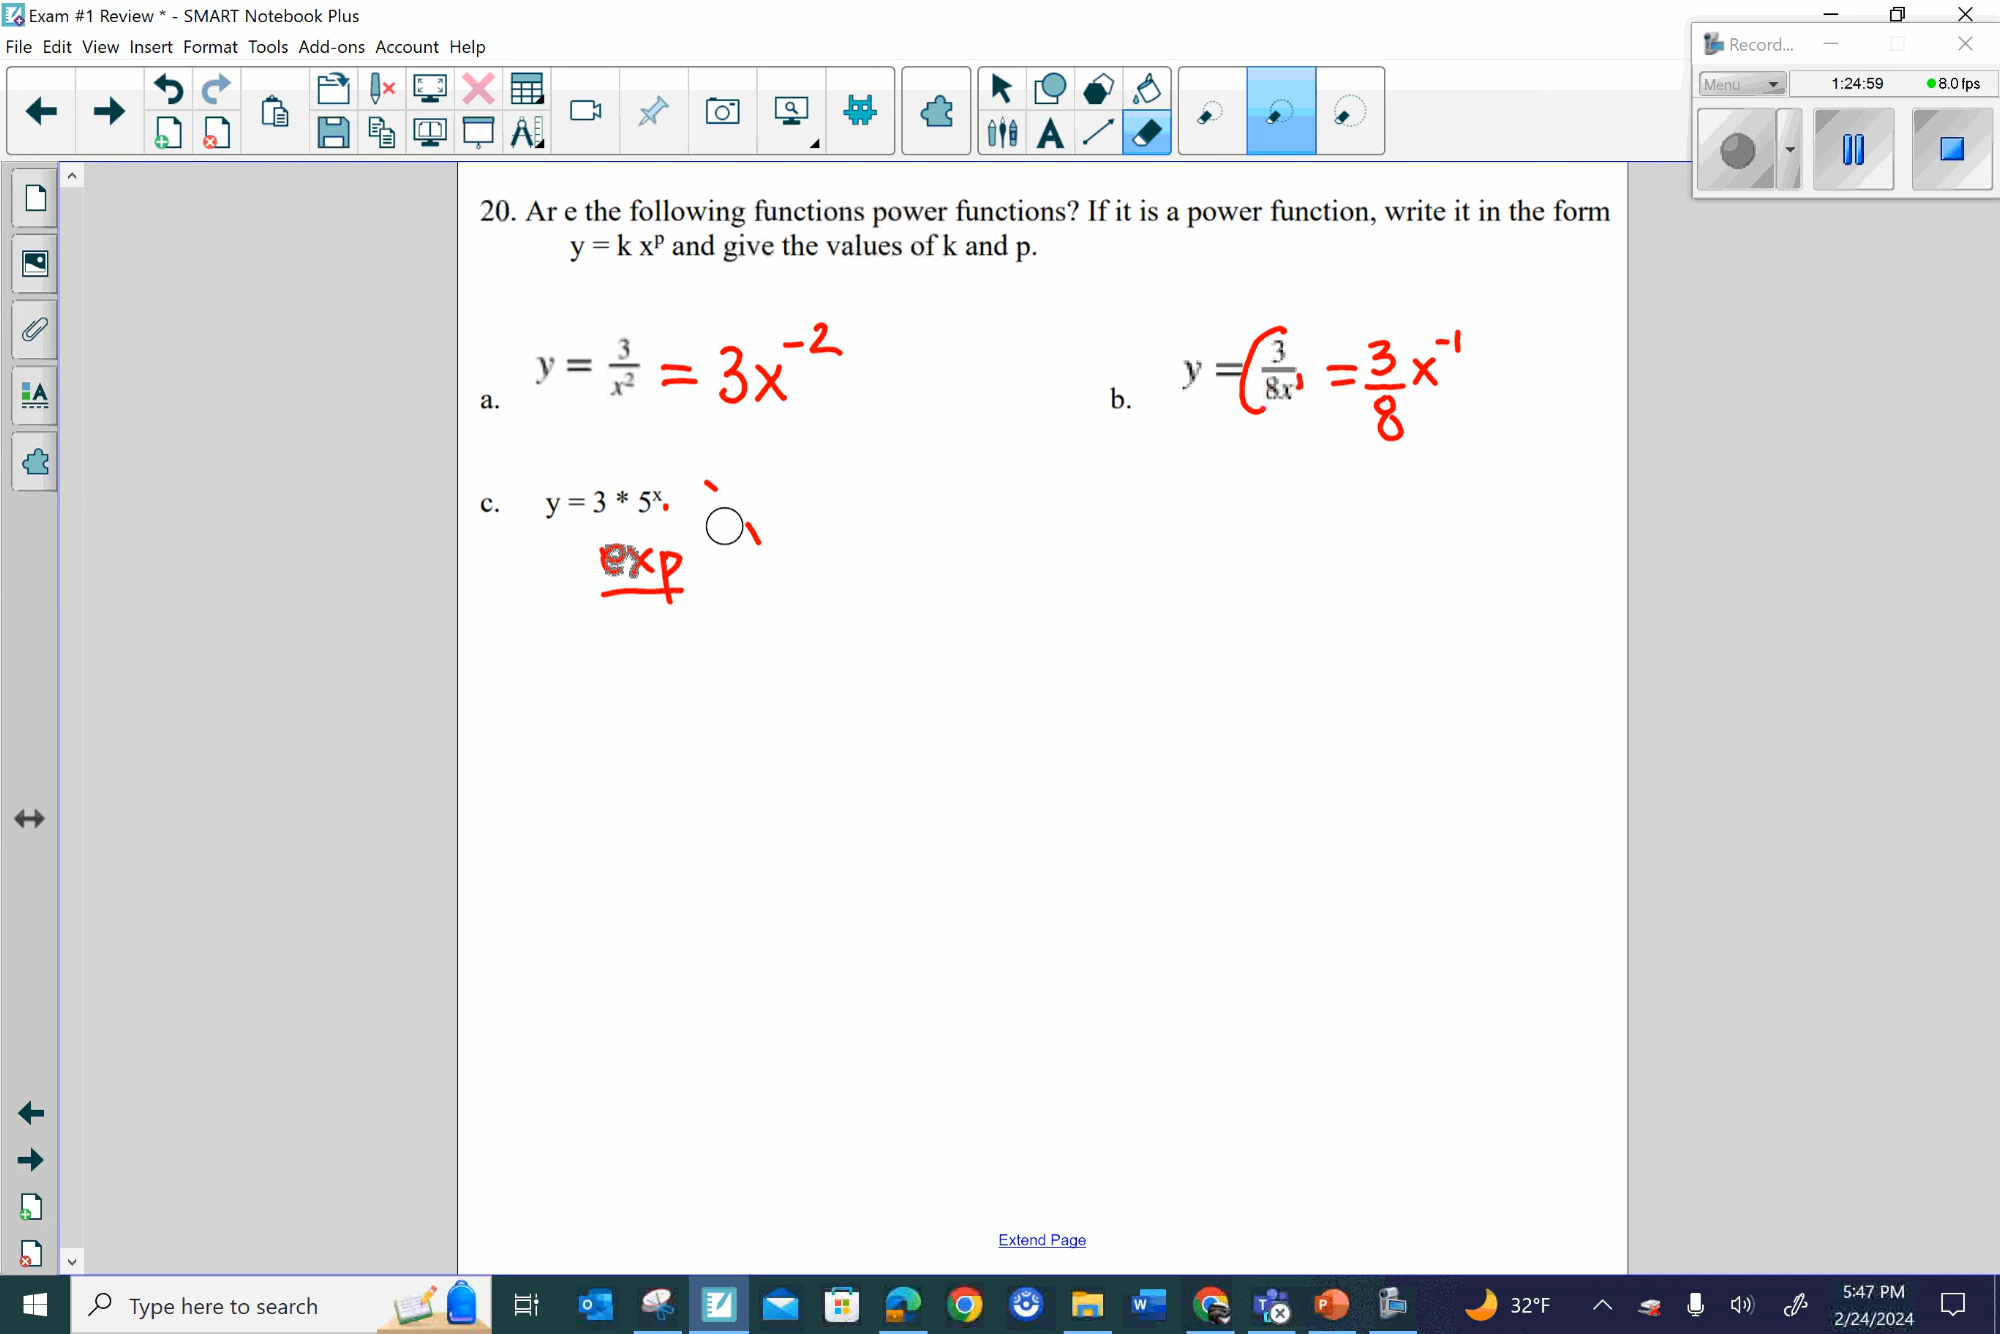 Exam #1 Review * - SMART Notebook Plus
File Edit View Insert Format Tools Add-ons Account Help
Record...
Menu
1:24:59
8.0 fps
20. Ar e the following functions power functions? If it is a power function, write it in the form
y = k xᵖ and give the values of k and p.
a. y = 3/x² = 3x⁻²
b. y = (3/8x¹ = 3/8 x⁻¹
c. y = 3 * 5ˣ
exp
Extend Page
Type here to search
32°F
5:47 PM
2/24/2024